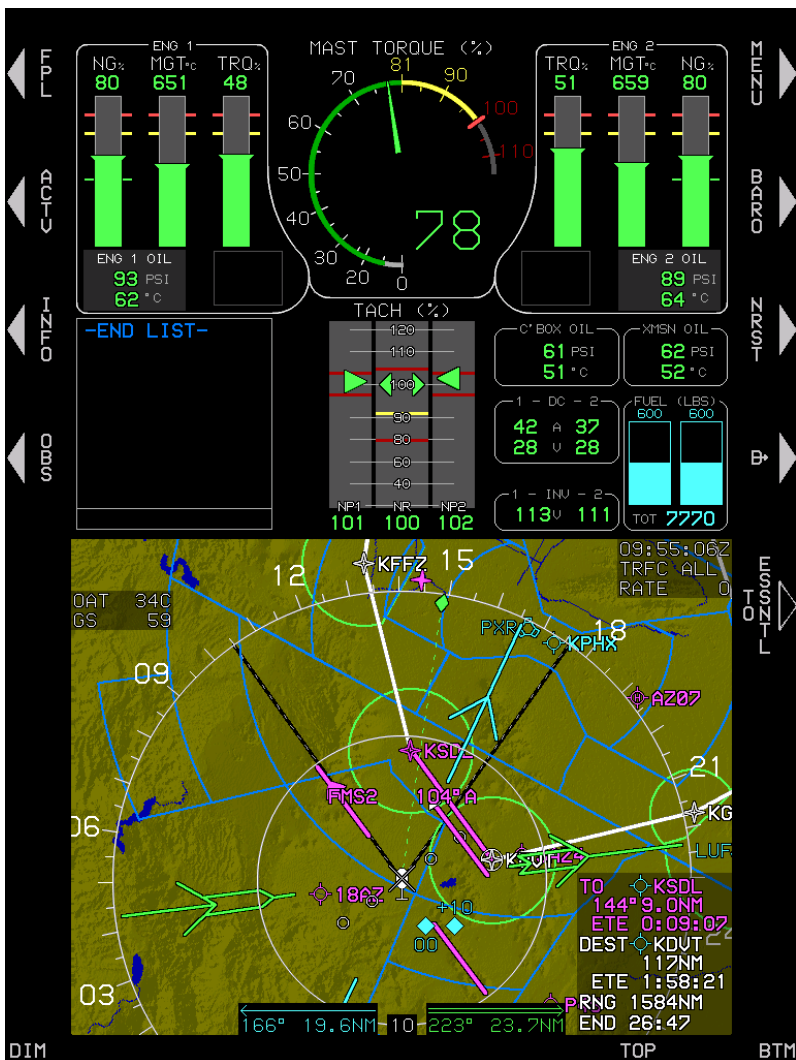 FPL
ACTV
INFO
OBS
MENU
BARO
NRST
ESSNTL
TO
ENG 1
NG%
MGT°C
TRQ%
80
651
48
ENG 1 OIL
93 PSI
62 °C
MAST TORQUE (%)
81
70
90
60
100
50
110
40
30
20
0
78
ENG 2
TRQ%
MGT°C
NG%
51
659
80
ENG 2 OIL
89 PSI
64 °C
-END LIST-
TACH (%)
120
110
100
90
80
60
40
NP1
NR
NP2
101
100
102
C'BOX OIL
61 PSI
51 °C
XMSN OIL
62 PSI
52 °C
1 - DC - 2
42 A 37
28 V 28
1 - INV - 2
113V 111
FUEL (LBS)
600
600
TOT 7770
09:55:06Z
TRFC ALL
RATE 0
OAT 34C
GS 59
KFFZ
12
15
18
21
09
06
03
24
PXR
KPHX
AZ07
KSDL
FMS2
104°A
KDVT
KG
LUF
18AZ
+10
00
TO KSDL
144° 9.0NM
ETE 0:09:07
DEST KDVT
117NM
ETE 1:58:21
RNG 1584NM
END 26:47
166° 19.6NM
10
223° 23.7NM
DIM
TOP
BTM